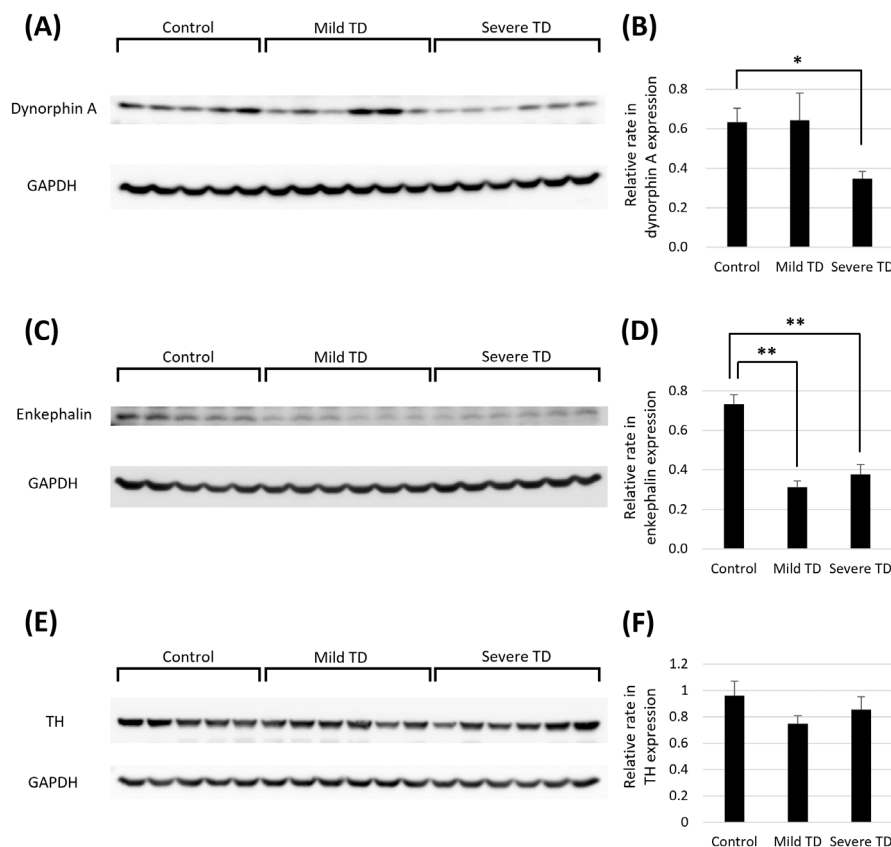 (A)
Control Mild TD Severe TD
Dynorphin A
GAPDH
(B)
*
Relative rate in
dynorphin A expression
0.8
0.6
0.4
0.2
0.0
Control Mild TD Severe TD
(C)
Control Mild TD Severe TD
Enkephalin
GAPDH
(D)
**
**
Relative rate in
enkephalin expression
0.8
0.6
0.4
0.2
0.0
Control Mild TD Severe TD
(E)
Control Mild TD Severe TD
TH
GAPDH
(F)
Relative rate in
TH expression
1.2
1
0.8
0.6
0.4
0.2
0
Control Mild TD Severe TD